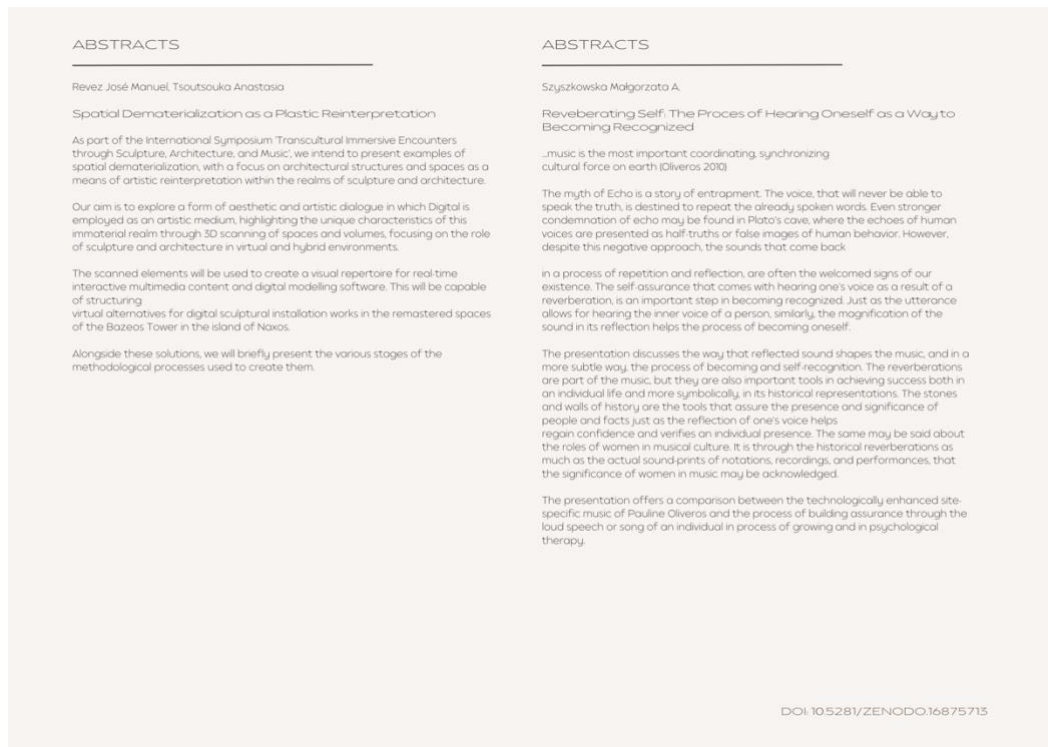 ABSTRACTS
Revez José Manuel, Tsoutsouka Anastasia
Spatial Dematerialization as a Plastic Reinterpretation
As part of the International Symposium 'Transcultural Immersive Encounters
through Sculpture, Architecture, and Music', we intend to present examples of
spatial dematerialization, with a focus on architectural structures and spaces as a
means of artistic reinterpretation within the realms of sculpture and architecture.
Our aim is to explore a form of aesthetic and artistic dialogue in which Digital is
employed as an artistic medium, highlighting the unique characteristics of this
immaterial realm through 3D scanning of spaces and volumes, focusing on the role
of sculpture and architecture in virtual and hybrid environments.
The scanned elements will be used to create a visual repertoire for real-time
interactive multimedia content and digital modelling software. This will be capable
of structuring
virtual alternatives for digital sculptural installation works in the remastered spaces
of the Bazeos Tower in the island of Naxos.
Alongside these solutions, we will briefly present the various stages of the
methodological processes used to create them.
ABSTRACTS
Szyszkowska Małgorzata A.
Reveberating Self: The Proces of Hearing Oneself as a Way to
Becoming Recognized
...music is the most important coordinating, synchronizing
cultural force on earth (Oliveros 2010)
The myth of Echo is a story of entrapment. The voice, that will never be able to
speak the truth, is destined to repeat the already spoken words. Even stronger
condemnation of echo may be found in Plato's cave, where the echoes of human
voices are presented as half-truths or false images of human behavior. However,
despite this negative approach, the sounds that come back
in a process of repetition and reflection, are often the welcomed signs of our
existence. The self-assurance that comes with hearing one's voice as a result of a
reverberation, is an important step in becoming recognized. Just as the utterance
allows for hearing the inner voice of a person, similarly, the magnification of the
sound in its reflection helps the process of becoming oneself.
The presentation discusses the way that reflected sound shapes the music, and in a
more subtle way, the process of becoming and self-recognition. The reverberations
are part of the music, but they are also important tools in achieving success both in
an individual life and more symbolically, in its historical representations. The stones
and walls of history are the tools that assure the presence and significance of
people and facts just as the reflection of one's voice helps
regain confidence and verifies an individual presence. The same may be said about
the roles of women in musical culture. It is through the historical reverberations as
much as the actual sound-prints of notations, recordings, and performances, that
the significance of women in music may be acknowledged.
The presentation offers a comparison between the technologically enhanced site-
specific music of Pauline Oliveros and the process of building assurance through the
loud speech or song of an individual in process of growing and in psychological
therapy.
DOI: 10.5281/ZENODO.16875713